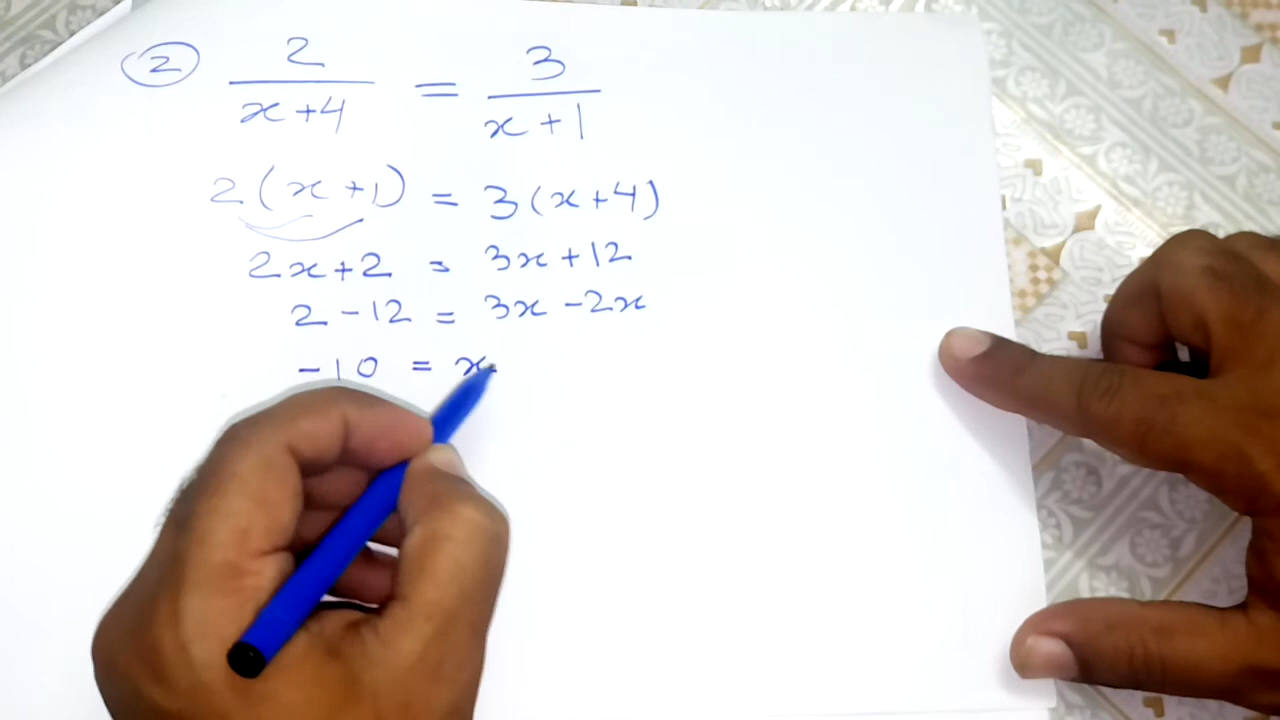 ② 2/(x+4) = 3/(x+1)
2(x+1) = 3(x+4)
2x+2 = 3x+12
2-12 = 3x-2x
-10 = x